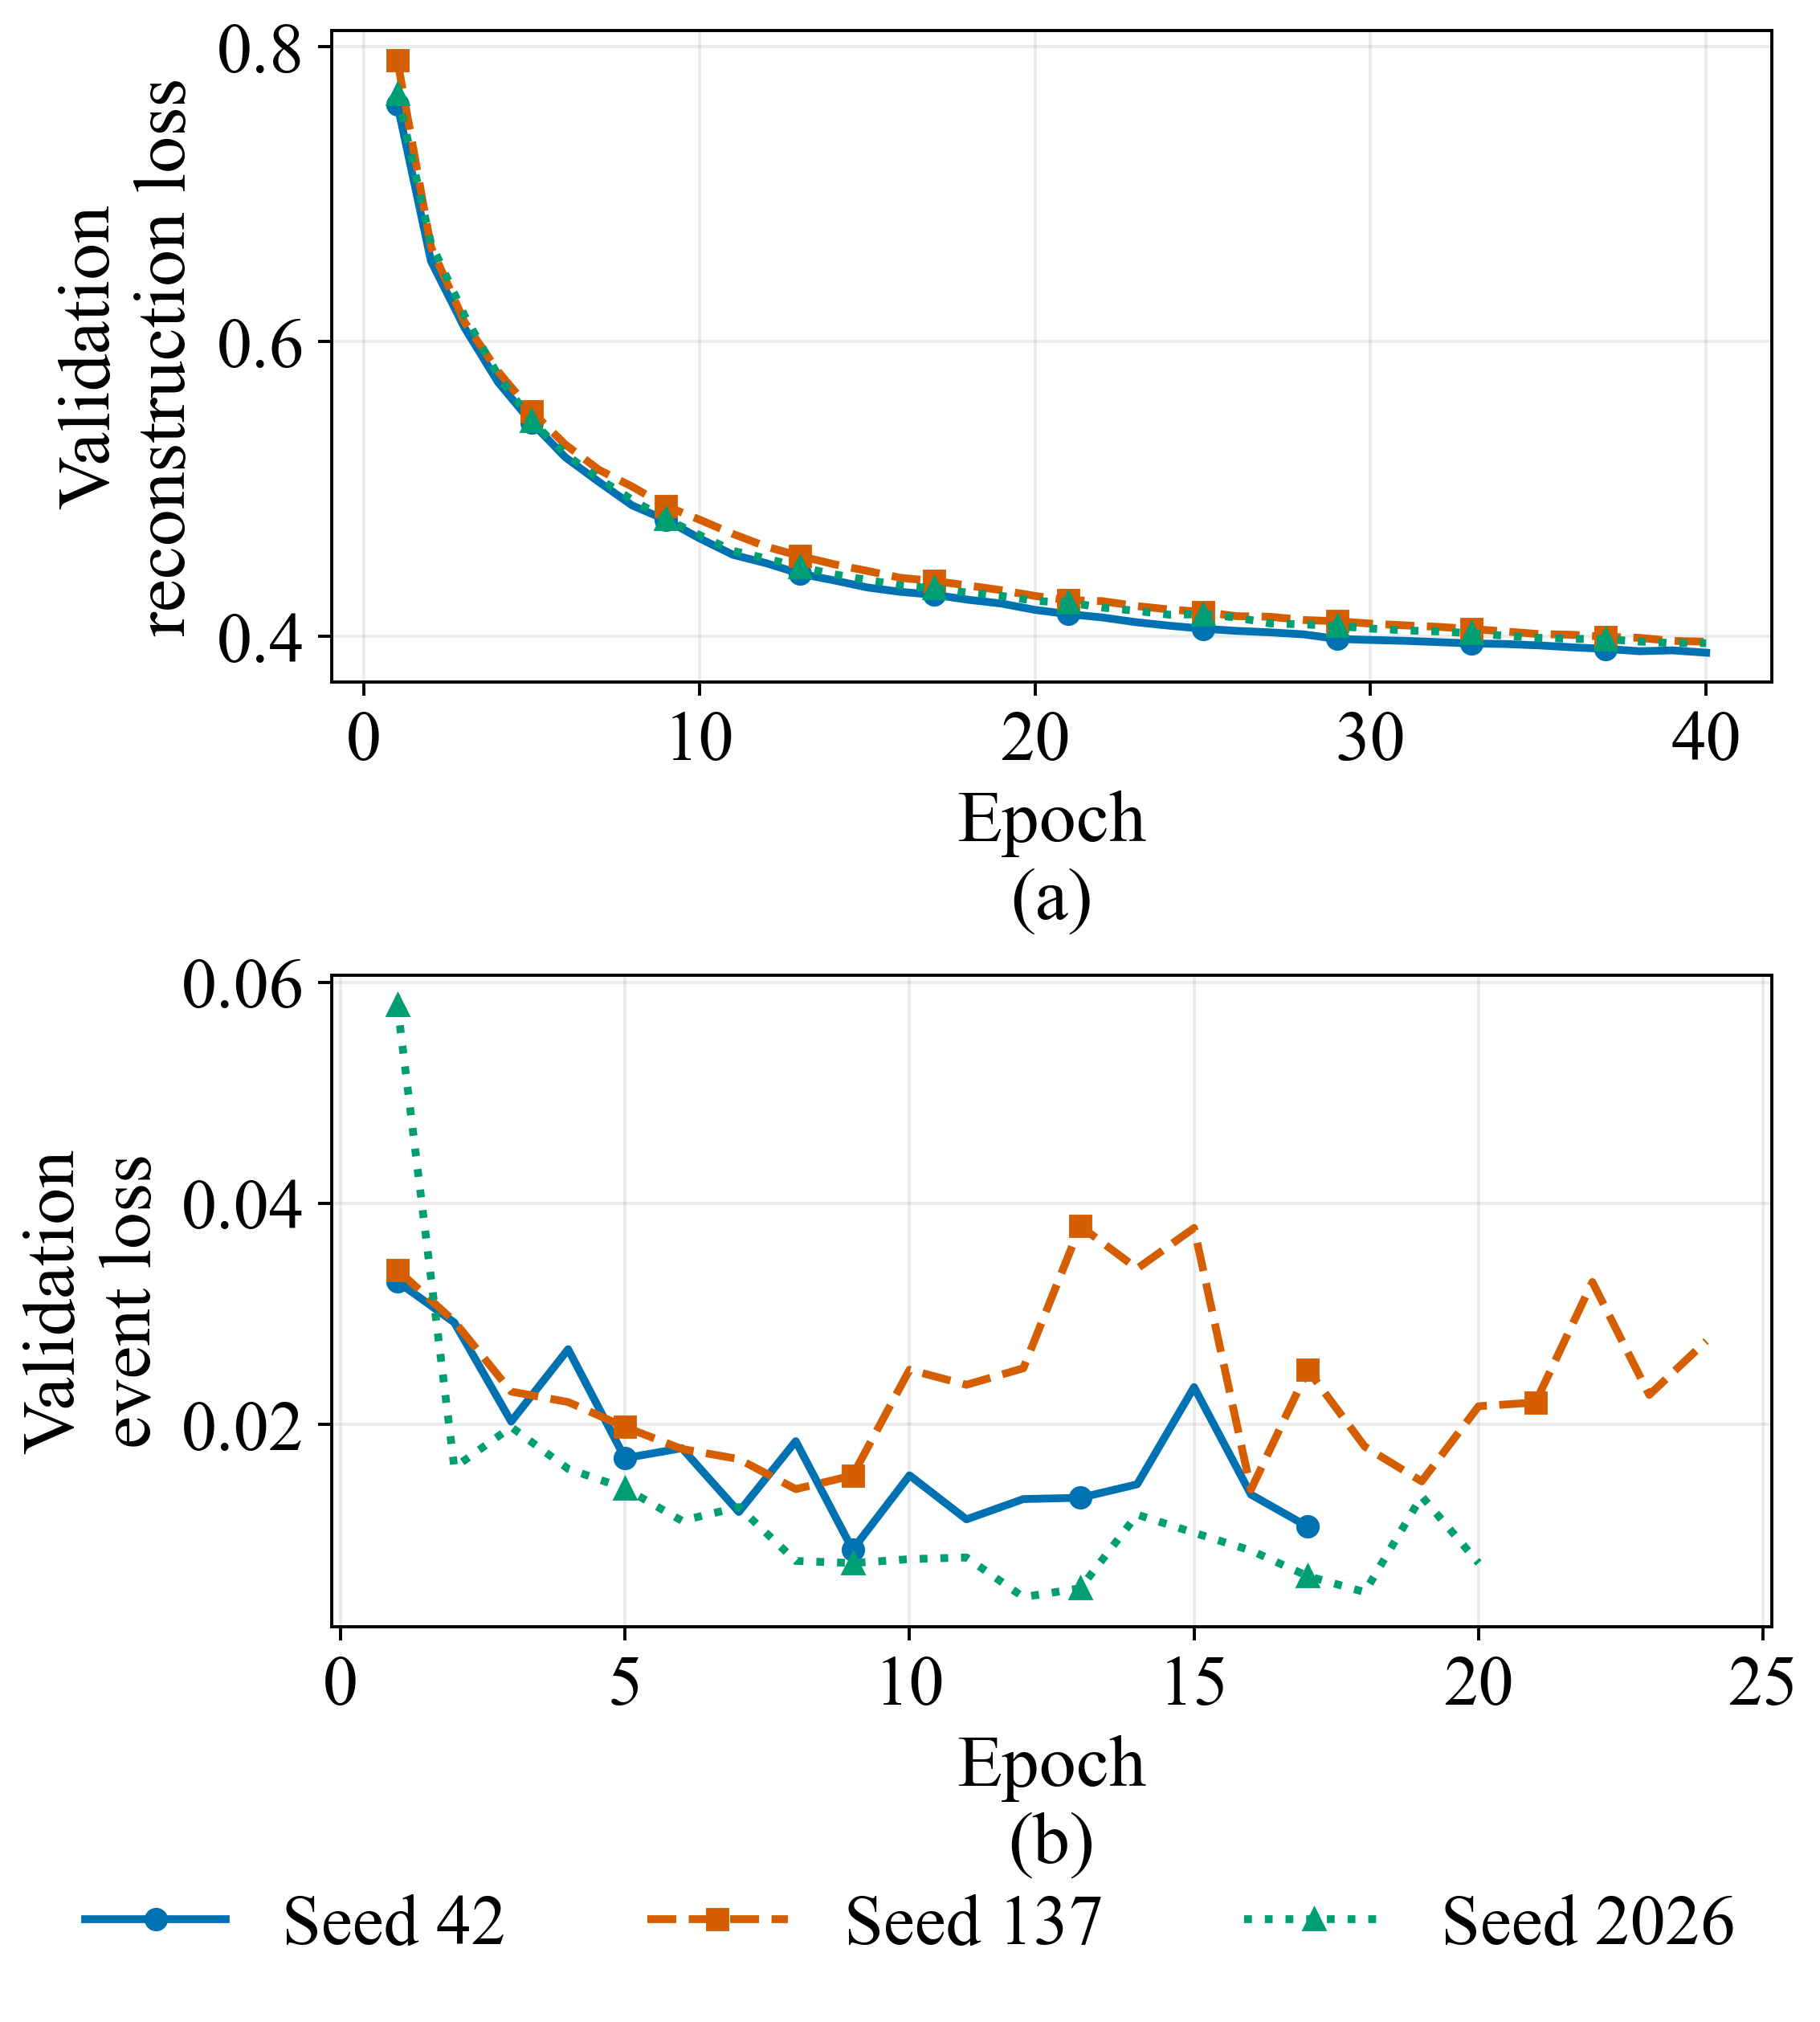 Validation
reconstruction loss
0.8
0.6
0.4
0 10 20 30 40
Epoch
(a)
Validation
event loss
0.06
0.04
0.02
0 5 10 15 20 25
Epoch
(b)
Seed 42 Seed 137 Seed 2026